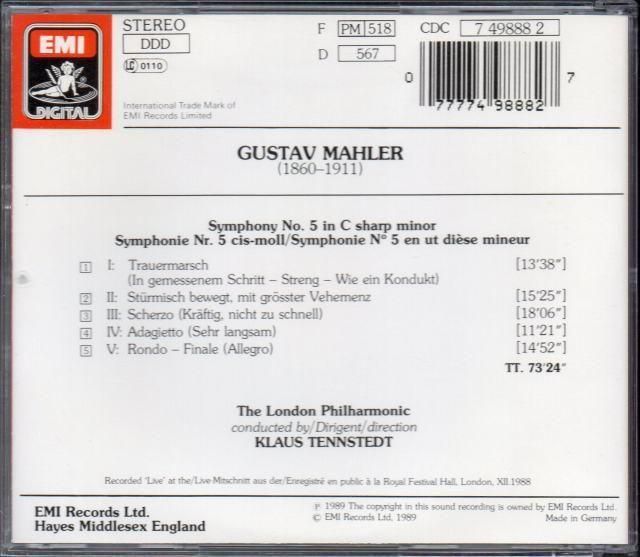 EMI
DIGITAL
STEREO
DDD
LC 0110
F PM 518
D 567
CDC 7 49888 2
0 77774 98882 7
International Trade Mark of
EMI Records Limited
GUSTAV MAHLER
(1860–1911)
Symphony No. 5 in C sharp minor
Symphonie Nr. 5 cis-moll/Symphonie N° 5 en ut dièse mineur
1 I: Trauermarsch [13'38"]
(In gemessenem Schritt – Streng – Wie ein Kondukt)
2 II: Stürmisch bewegt, mit grösster Vehemenz [15'25"]
3 III: Scherzo (Kräftig, nicht zu schnell) [18'06"]
4 IV: Adagietto (Sehr langsam) [11'21"]
5 V: Rondo – Finale (Allegro) [14'52"]
TT. 73'24"
The London Philharmonic
conducted by/Dirigent/direction
KLAUS TENNSTEDT
Recorded 'Live' at the/Live-Mitschnitt aus der/Enregistré en public à la Royal Festival Hall, London, XII.1988
EMI Records Ltd.
Hayes Middlesex England
℗ 1989 The copyright in this sound recording is owned by EMI Records Ltd.
© EMI Records Ltd, 1989 Made in Germany